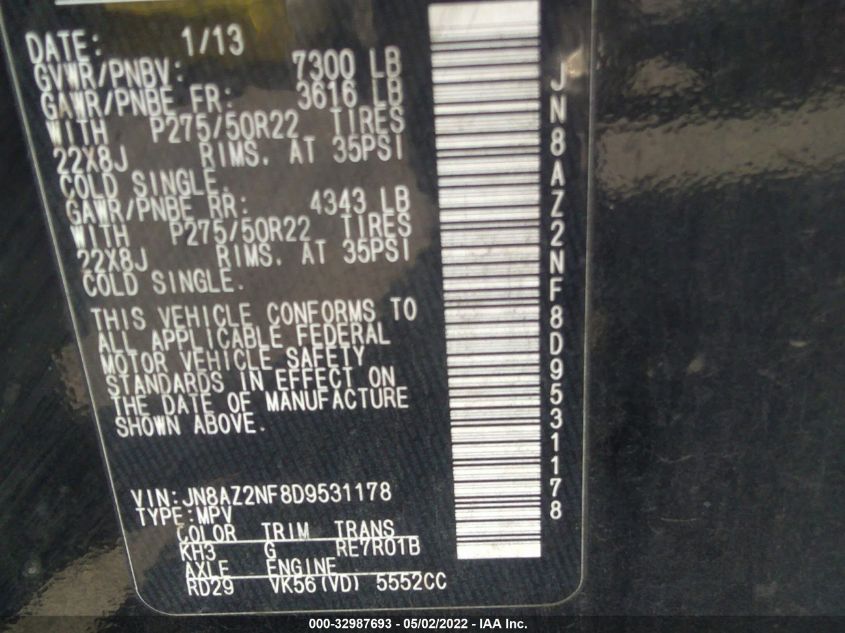 DATE: 1/13
GVWR/PNBV: 7300 LB
GAWR/PNBE FR: 3616 LB
WITH P275/50R22 TIRES
22X8J RIMS. AT 35PSI
COLD SINGLE.
GAWR/PNBE RR: 4343 LB
WITH P275/50R22 TIRES
22X8J RIMS. AT 35PSI
COLD SINGLE.
THIS VEHICLE CONFORMS TO
ALL APPLICABLE FEDERAL
MOTOR VEHICLE SAFETY
STANDARDS IN EFFECT ON
THE DATE OF MANUFACTURE
SHOWN ABOVE.
VIN:JN8AZ2NF8D9531178
TYPE:MPV
COLOR TRIM TRANS
KH3 G RE7R01B
AXLE ENGINE
RD29 VK56(VD) 5552CC
JN8AZ2NF8D9531178
000-32987693 - 05/02/2022 - IAA Inc.